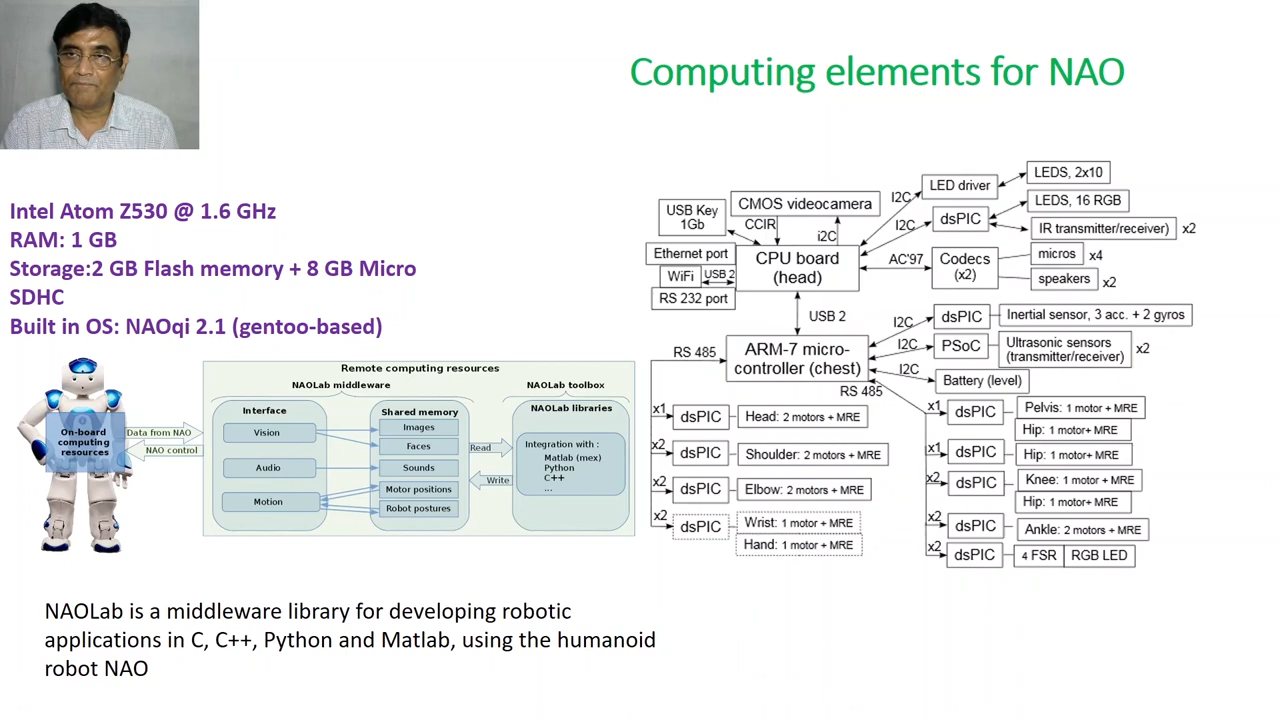 Computing elements for NAO
Intel Atom Z530 @ 1.6 GHz
RAM: 1 GB
Storage:2 GB Flash memory + 8 GB Micro
SDHC
Built in OS: NAOqi 2.1 (gentoo-based)
On-board
computing
resources
Data from NAO
NAO control
Remote computing resources
NAOLab middleware
NAOLab toolbox
Interface
Vision
Audio
Motion
Shared memory
Images
Faces
Sounds
Motor positions
Robot postures
Read
Write
NAOLab libraries
Integration with :
Matlab (mex)
Python
C++
...
NAOLab is a middleware library for developing robotic
applications in C, C++, Python and Matlab, using the humanoid
robot NAO
USB Key
1Gb
CMOS videocamera
CCIR
i2C
Ethernet port
WiFi
USB 2
RS 232 port
CPU board
(head)
I2C
LED driver
LEDS, 2x10
I2C
dsPIC
LEDS, 16 RGB
IR transmitter/receiver)
x2
AC'97
Codecs
(x2)
micros
x4
speakers
x2
USB 2
RS 485
ARM-7 micro-
controller (chest)
RS 485
I2C
dsPIC
Inertial sensor, 3 acc. + 2 gyros
I2C
PSoC
Ultrasonic sensors
(transmitter/receiver)
x2
I2C
Battery (level)
x1
dsPIC
Head: 2 motors + MRE
x2
dsPIC
Shoulder: 2 motors + MRE
x2
dsPIC
Elbow: 2 motors + MRE
x2
dsPIC
Wrist: 1 motor + MRE
Hand: 1 motor + MRE
x1
dsPIC
Pelvis: 1 motor + MRE
Hip: 1 motor+ MRE
x1
dsPIC
Hip: 1 motor+ MRE
x2
dsPIC
Knee: 1 motor + MRE
Hip: 1 motor+ MRE
x2
dsPIC
Ankle: 2 motors + MRE
x2
dsPIC
4 FSR
RGB LED